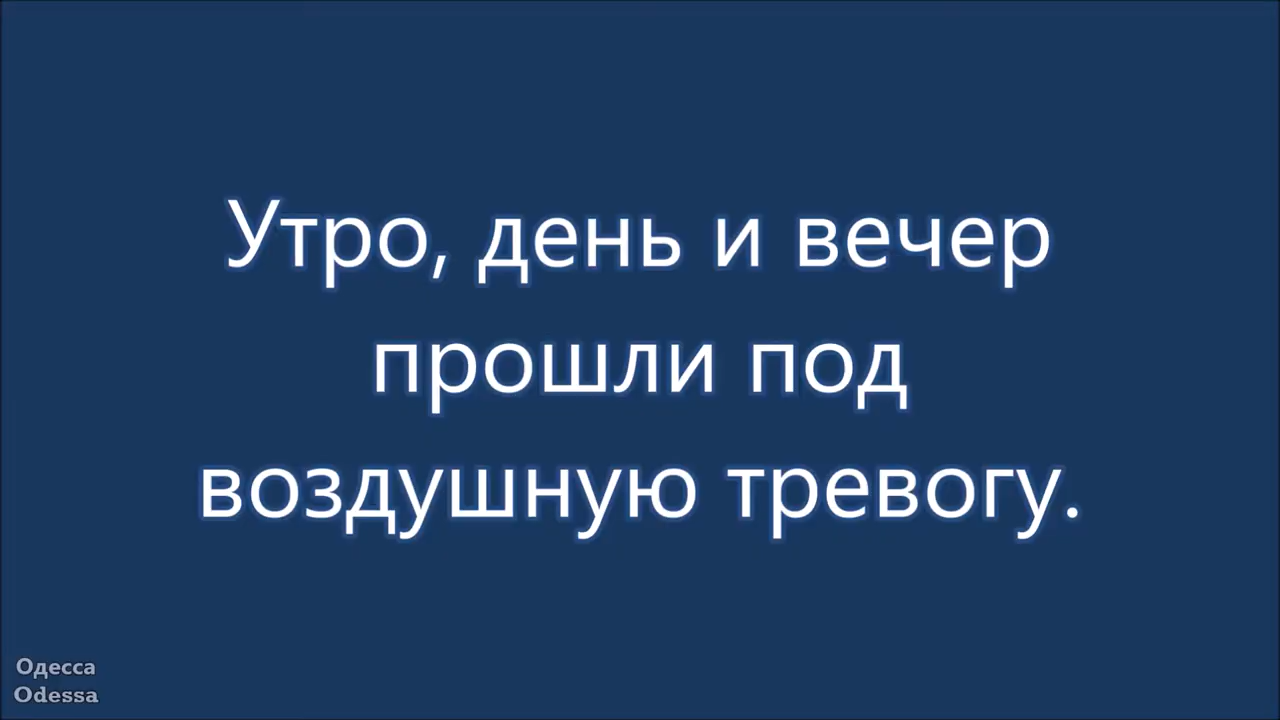 Утро, день и вечер
прошли под
воздушную тревогу.
Одесса
Odessa